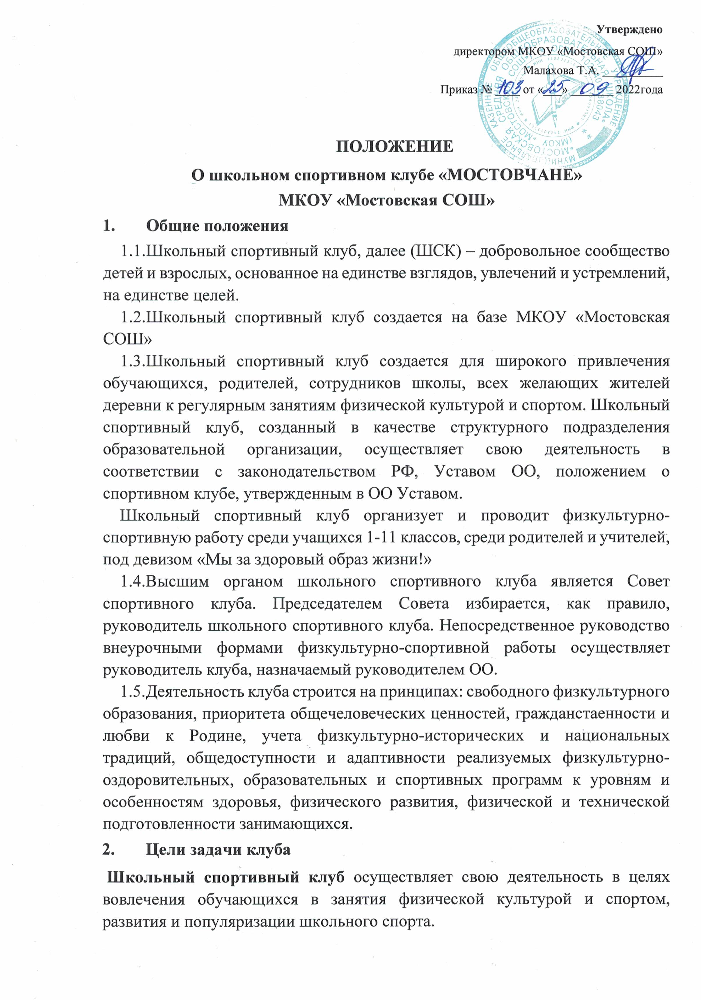 Утверждено
директором МКОУ «Мостовская СОШ»
Малахова Т.А. __________
Приказ № 103 от «25» 09 2022года
ПОЛОЖЕНИЕ
О школьном спортивном клубе «МОСТОВЧАНЕ»
МКОУ «Мостовская СОШ»
1. Общие положения
1.1.Школьный спортивный клуб, далее (ШСК) – добровольное сообщество
детей и взрослых, основанное на единстве взглядов, увлечений и устремлений,
на единстве целей.
1.2.Школьный спортивный клуб создается на базе МКОУ «Мостовская
СОШ»
1.3.Школьный спортивный клуб создается для широкого привлечения
обучающихся, родителей, сотрудников школы, всех желающих жителей
деревни к регулярным занятиям физической культурой и спортом. Школьный
спортивный клуб, созданный в качестве структурного подразделения
образовательной организации, осуществляет свою деятельность в
соответствии с законодательством РФ, Уставом ОО, положением о
спортивном клубе, утвержденным в ОО Уставом.
Школьный спортивный клуб организует и проводит физкультурно-
спортивную работу среди учащихся 1-11 классов, среди родителей и учителей,
под девизом «Мы за здоровый образ жизни!»
1.4.Высшим органом школьного спортивного клуба является Совет
спортивного клуба. Председателем Совета избирается, как правило,
руководитель школьного спортивного клуба. Непосредственное руководство
внеурочными формами физкультурно-спортивной работы осуществляет
руководитель клуба, назначаемый руководителем ОО.
1.5.Деятельность клуба строится на принципах: свободного физкультурного
образования, приоритета общечеловеческих ценностей, гражданстаенности и
любви к Родине, учета физкультурно-исторических и национальных
традиций, общедоступности и адаптивности реализуемых физкультурно-
оздоровительных, образовательных и спортивных программ к уровням и
особенностям здоровья, физического развития, физической и технической
подготовленности занимающихся.
2. Цели задачи клуба
Школьный спортивный клуб осуществляет свою деятельность в целях
вовлечения обучающихся в занятия физической культурой и спортом,
развития и популяризации школьного спорта.